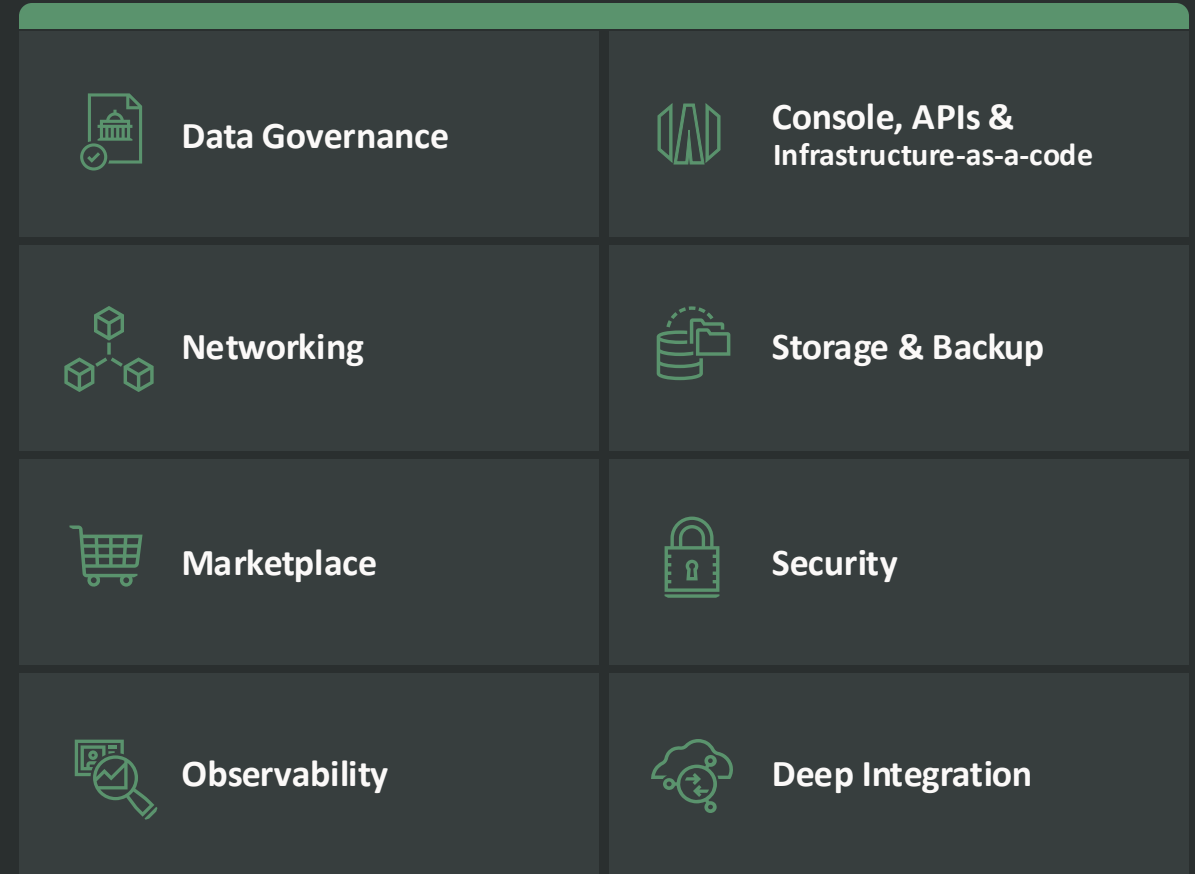 Data Governance
Console, APIs &
Infrastructure-as-a-code
Networking
Storage & Backup
Marketplace
Security
Observability
Deep Integration